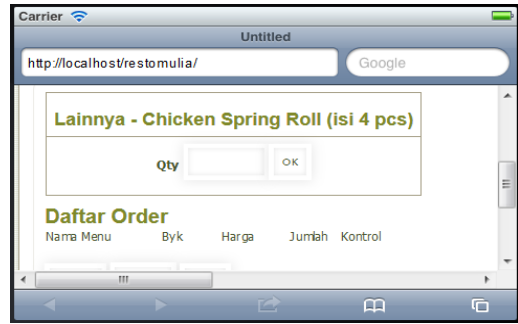 Carrier
Untitled
http://localhost/restomulia/
Google
Lainnya - Chicken Spring Roll (isi 4 pcs)
Qty OK
Daftar Order
Nama Menu Byk Harga Jumlah Kontrol